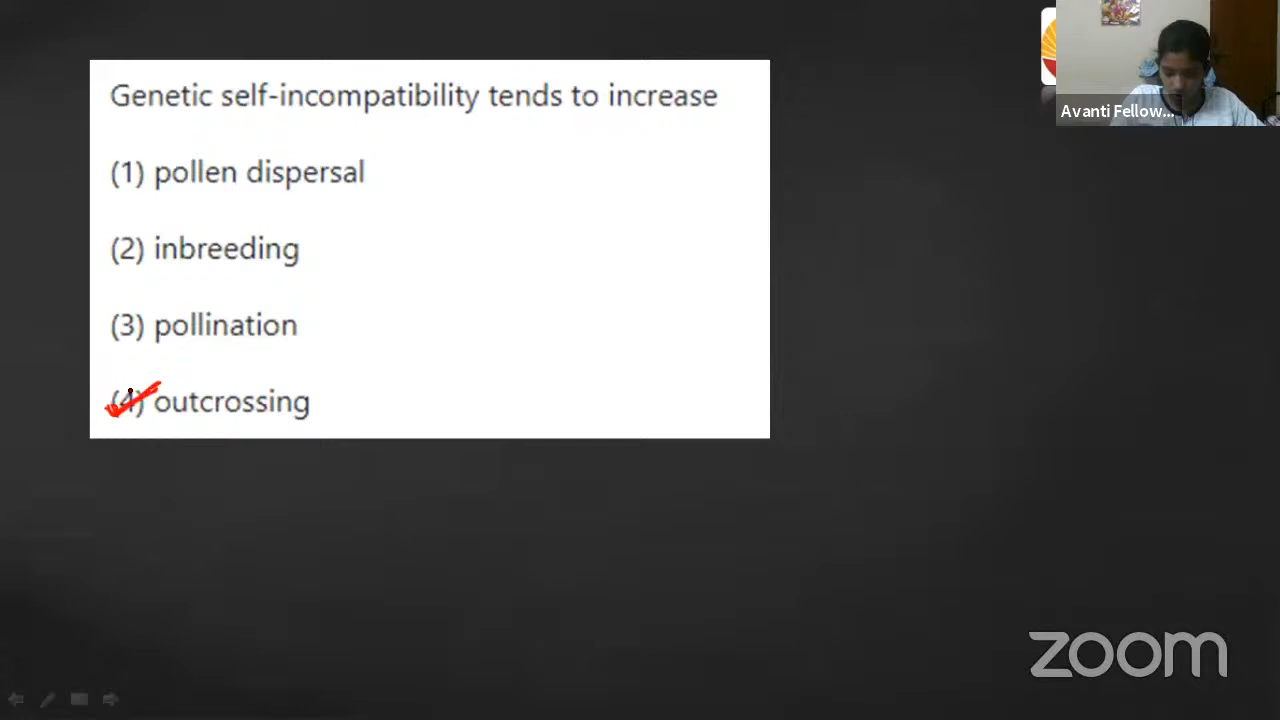 Genetic self-incompatibility tends to increase
(1) pollen dispersal
(2) inbreeding
(3) pollination
(4) outcrossing
Avanti Fellow...
zoom